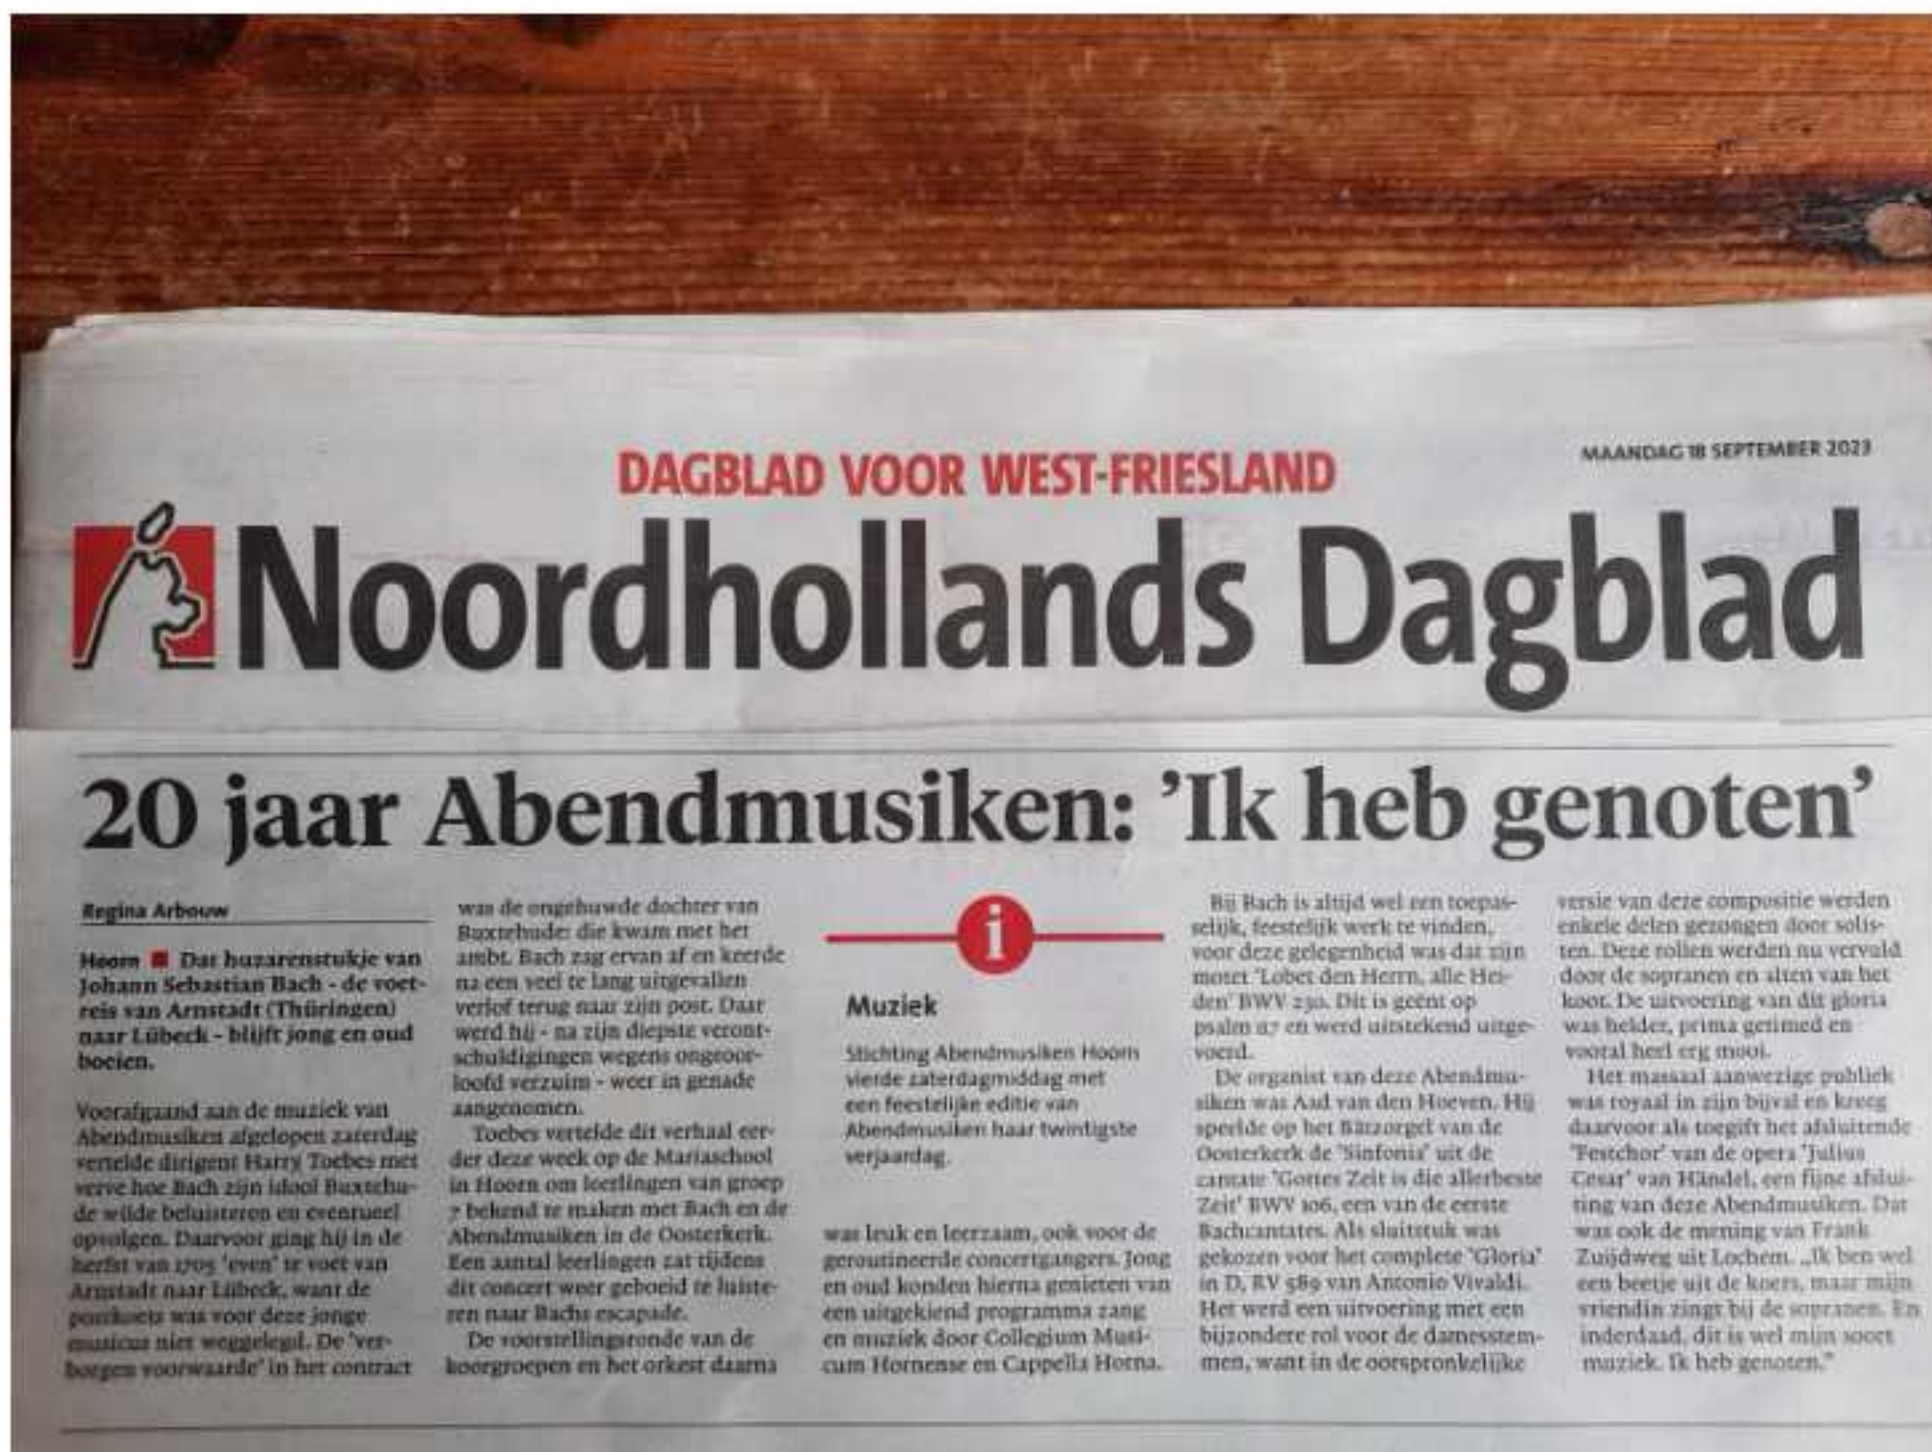 DAGBLAD VOOR WEST-FRIESLAND
MAANDAG 18 SEPTEMBER 2023
Noordhollands Dagblad
20 jaar Abendmusiken: 'Ik heb genoten'
Regina Arbouw
Hoorn ■ Dat huzarenstukje van
Johann Sebastian Bach - de voet-
reis van Arnstadt (Thüringen)
naar Lübeck - blijft jong en oud
boeien.
Voorafgaand aan de muziek van
Abendmusiken afgelopen zaterdag
vertelde dirigent Harry Toebes met
verve hoe Bach zijn idool Buxtehu-
de wilde beluisteren en eventueel
opvolgen. Daarvoor ging hij in de
herfst van 1705 'even' te voet van
Arnstadt naar Lübeck, want de
postkoets was voor deze jonge
musicus niet weggelegd. De 'ver-
borgen voorwaarde' in het contract
was de ongehuwde dochter van
Buxtehude: die kwam met het
ambt. Bach zag ervan af en keerde
na een veel te lang uitgevallen
verlof terug naar zijn post. Daar
werd hij - na zijn diepste veront-
schuldigingen wegens ongeoor-
loofd verzuim - weer in genade
aangenomen.
Toebes vertelde dit verhaal eer-
der deze week op de Mariaschool
in Hoorn om leerlingen van groep
7 bekend te maken met Bach en de
Abendmusiken in de Oosterkerk.
Een aantal leerlingen zat tijdens
dit concert weer geboeid te luiste-
ren naar Bachs escapade.
De voorstellingsronde van de
koorgroepen en het orkest daarna
i
Muziek
Stichting Abendmusiken Hoorn
vierde zaterdagmiddag met
een feestelijke editie van
Abendmusiken haar twintigste
verjaardag.
was leuk en leerzaam, ook voor de
geroutineerde concertgangers. Jong
en oud konden hierna genieten van
een uitgekiend programma zang
en muziek door Collegium Musi-
cum Hornense en Cappella Horna.
Bij Bach is altijd wel een toepas-
selijk, feestelijk werk te vinden,
voor deze gelegenheid was dat zijn
motet 'Lobet den Herrn, alle Hei-
den' BWV 230. Dit is geënt op
psalm 117 en werd uitstekend uitge-
voerd.
De organist van deze Abendmu-
siken was Aad van den Hoeven. Hij
speelde op het Bätzorgel van de
Oosterkerk de 'Sinfonia' uit de
cantate 'Gottes Zeit is die allerbeste
Zeit' BWV 106, een van de eerste
Bachcantates. Als sluitstuk was
gekozen voor het complete 'Gloria'
in D, RV 589 van Antonio Vivaldi.
Het werd een uitvoering met een
bijzondere rol voor de damesstem-
men, want in de oorspronkelijke
versie van deze compositie werden
enkele delen gezongen door solis-
ten. Deze rollen werden nu vervuld
door de sopranen en alten van het
koor. De uitvoering van dit gloria
was helder, prima getimed en
vooral heel erg mooi.
Het massaal aanwezige publiek
was royaal in zijn bijval en kreeg
daarvoor als toegift het afsluitende
'Festchor' van de opera 'Julius
Cesar' van Händel, een fijne afslui-
ting van deze Abendmusiken. Dat
was ook de mening van Frank
Zuijdweg uit Lochem. „Ik ben wel
een beetje uit de koers, maar mijn
vriendin zingt bij de sopranen. En
inderdaad, dit is wel mijn soort
muziek. Ik heb genoten."